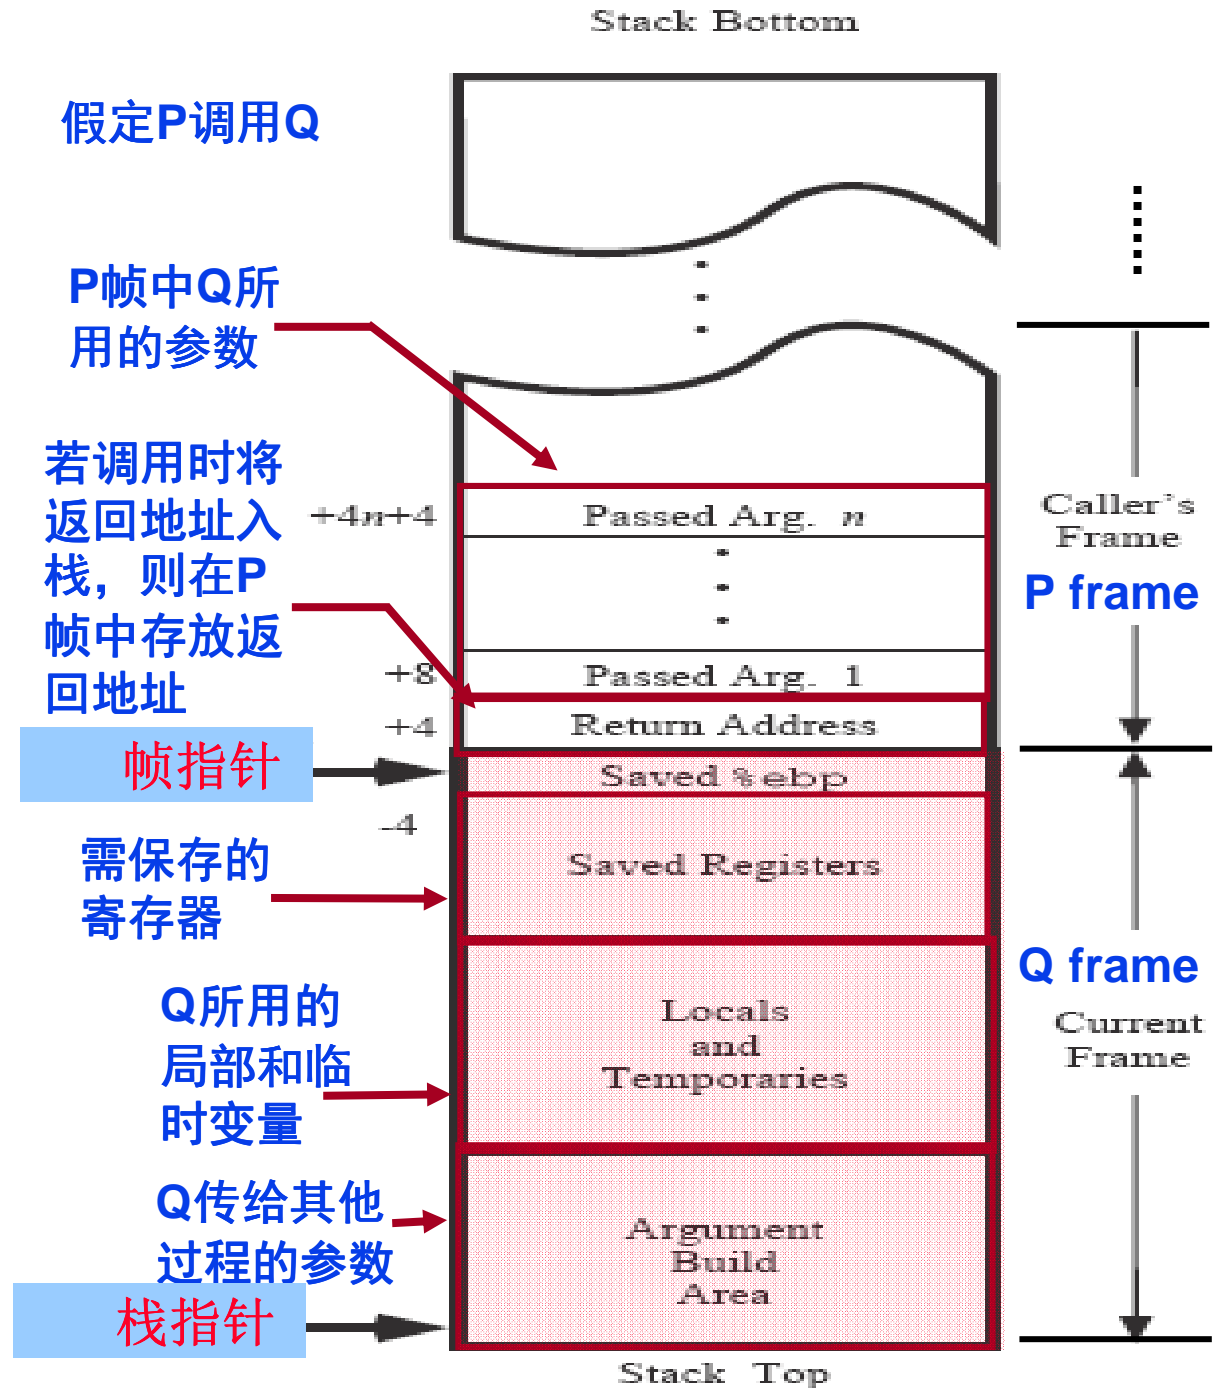 Stack Bottom
假定P调用Q
P帧中Q所
用的参数
若调用时将
返回地址入
栈，则在P
帧中存放返
回地址
+4n+4
Passed Arg. n
+8
Passed Arg. 1
+4
Return Address
Caller's
Frame
P frame
帧指针
Saved %ebp
-4
Saved Registers
需保存的
寄存器
Q frame
Current
Frame
Q所用的
局部和临
时变量
Locals
and
Temporaries
Q传给其他
过程的参数
Argument
Build
Area
栈指针
Stack Top